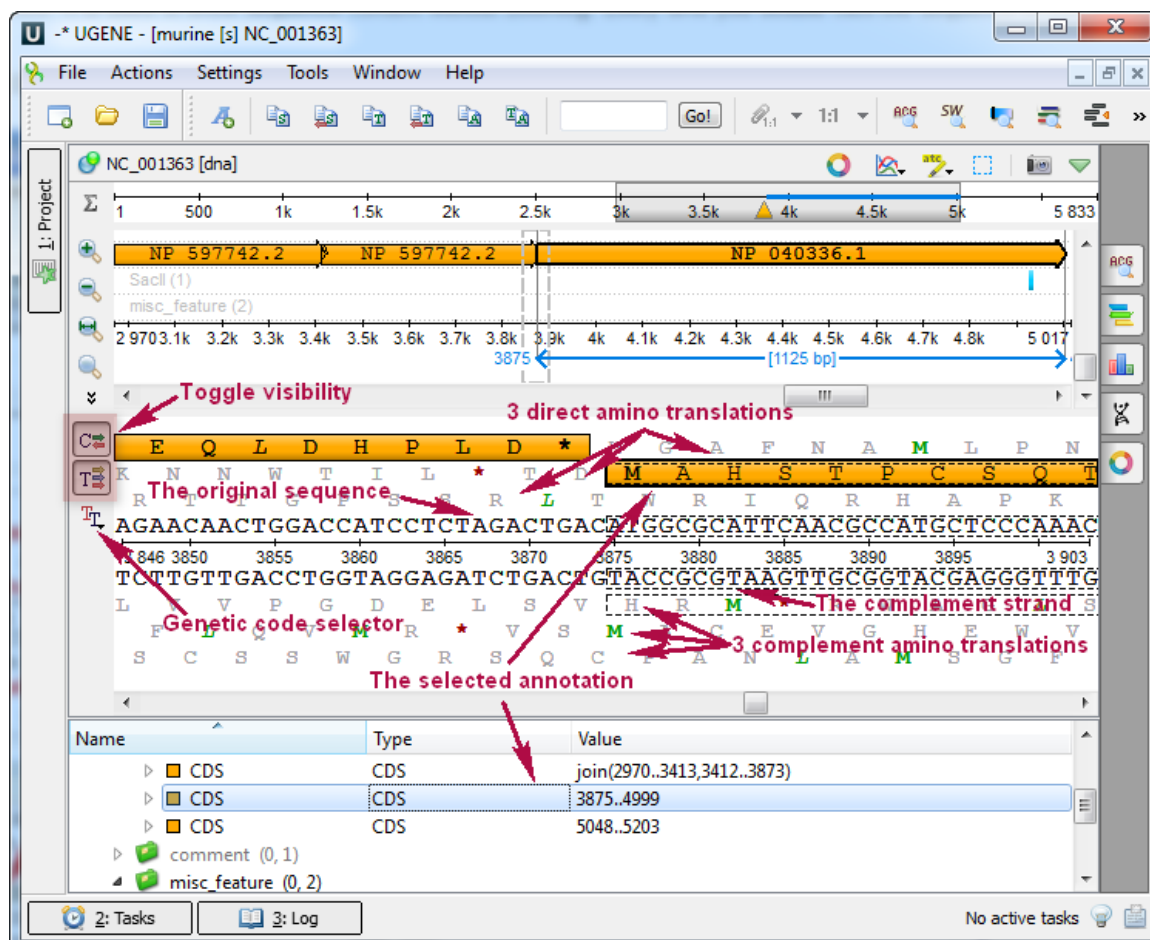 -* UGENE - [murine [s] NC_001363]
File Actions Settings Tools Window Help
Go! 1:1 ACG SW »
1: Project
NC_001363 [dna]
Σ 1 500 1k 1.5k 2k 2.5k 3k 3.5k 4k 4.5k 5k 5 833
NP 597742.2 NP 597742.2 NP 040336.1
SacII (1)
misc_feature (2)
2 970 3.1k 3.2k 3.3k 3.4k 3.5k 3.6k 3.7k 3.8k 3.9k 4k 4.1k 4.2k 4.3k 4.4k 4.5k 4.6k 4.7k 4.8k 5 017
3875 [1125 bp]
Toggle visibility
3 direct amino translations
E Q L D H P L D * G A F N A M L P N
K N N W T I L * T D M A H S T P C S Q T
The original sequence
R T T G P S S R L T W R I Q R H A P K
AGAACAACTGGACCATCCTCTAGACTGACATGGCGCATTCAACGCCATGCTCCCAAAC
3 846 3850 3855 3860 3865 3870 3875 3880 3885 3890 3895 3 903
TCTTGTTGACCTGGTAGGAGATCTGACTGTACCGCGTAAGTTGCGGTACGAGGGTTTG
L V V P G D E L S V H R M * S
The complement strand
Genetic code selector
F L Q V M R * V S M C E V G H E W V
3 complement amino translations
S C S S W G R S Q C P A N L A M S G F
The selected annotation
Name Type Value
CDS CDS join(2970..3413,3412..3873)
CDS CDS 3875..4999
CDS CDS 5048..5203
comment (0, 1)
misc_feature (0, 2)
2: Tasks 3: Log No active tasks